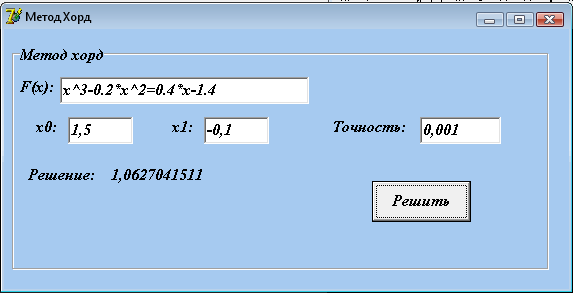 Метод Хорд
Метод хорд
F(x): x^3-0.2*x^2=0.4*x-1.4
x0: 1,5 x1: -0,1 Точность: 0,001
Решение: 1,0627041511
Решить